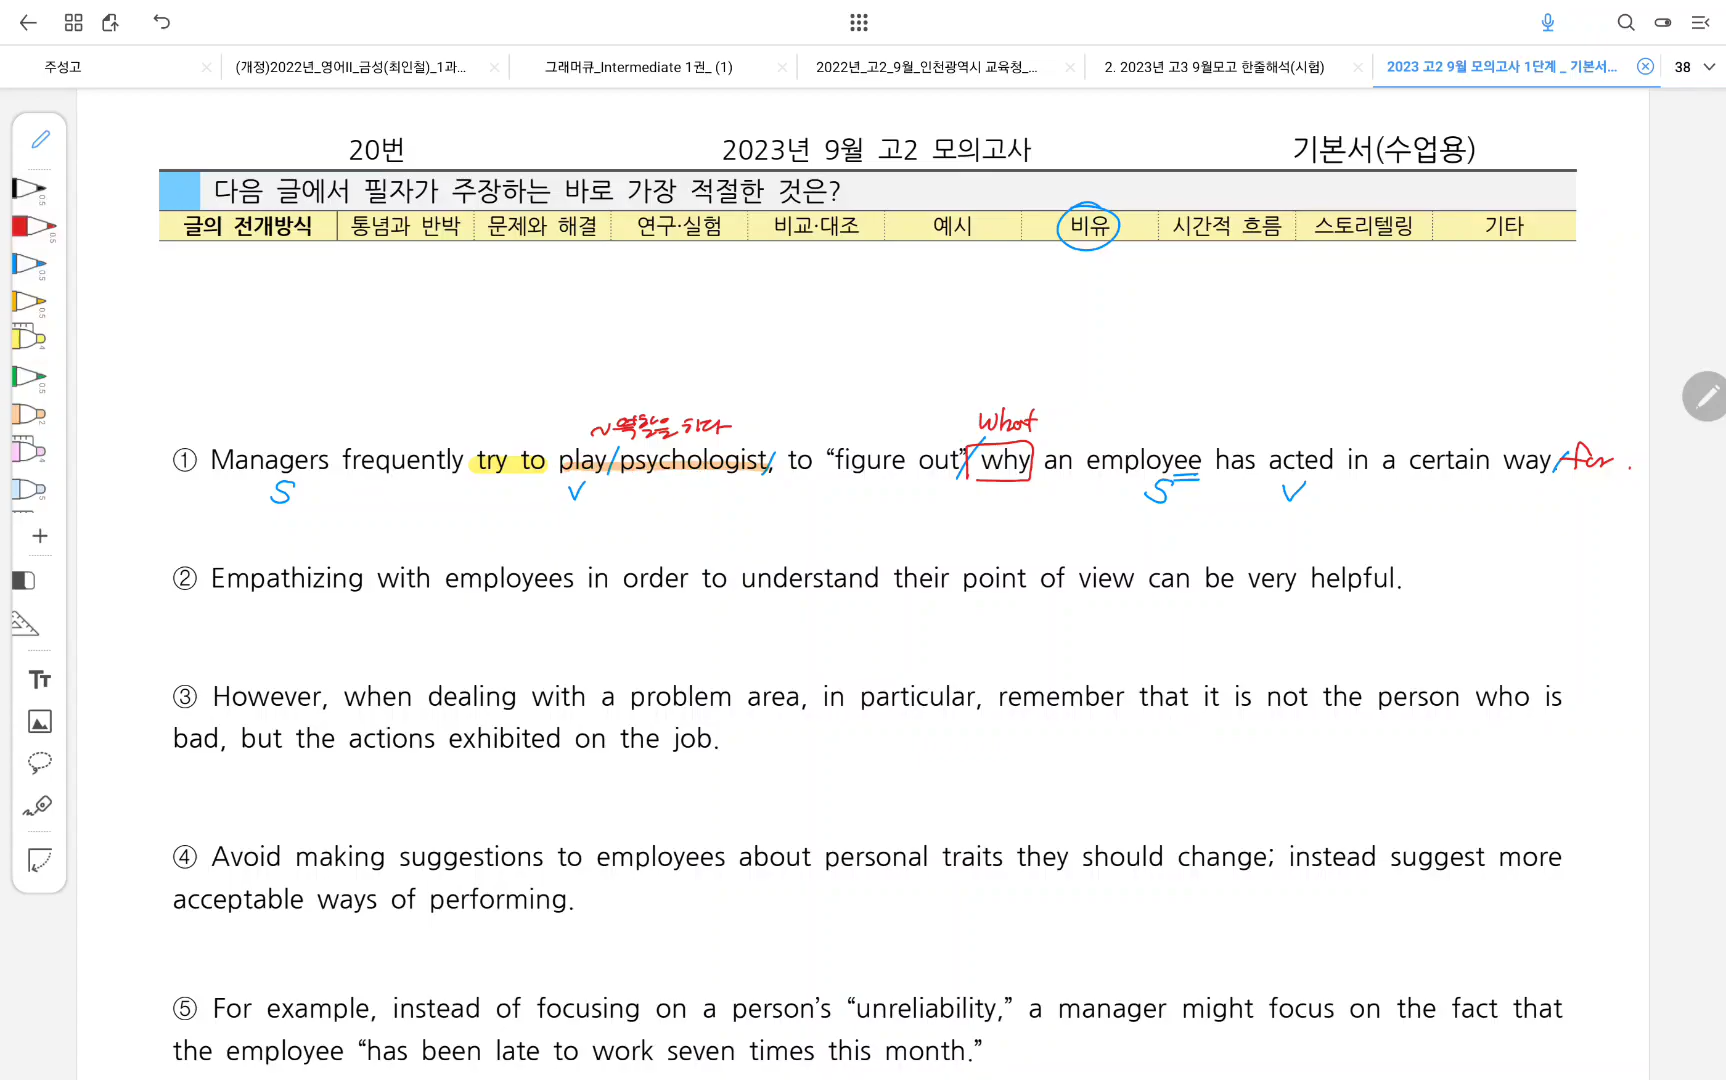 주성고
(개정)2022년_영어II_금성(최인철)_1과...
그래머큐_Intermediate 1권_ (1)
2022년_고2_9월_인천광역시 교육청_...
2. 2023년 고3 9월모고 한줄해석(시험)
2023 고2 9월 모의고사 1단계 _ 기본서...
38
20번 2023년 9월 고2 모의고사 기본서(수업용)
다음 글에서 필자가 주장하는 바로 가장 적절한 것은?
글의 전개방식 통념과 반박 문제와 해결 연구·실험 비교·대조 예시 비유 시간적 흐름 스토리텔링 기타
~역할을 하다 what
① Managers frequently try to play psychologist, to “figure out” why an employee has acted in a certain way for .
S V S V
② Empathizing with employees in order to understand their point of view can be very helpful.
③ However, when dealing with a problem area, in particular, remember that it is not the person who is
bad, but the actions exhibited on the job.
④ Avoid making suggestions to employees about personal traits they should change; instead suggest more
acceptable ways of performing.
⑤ For example, instead of focusing on a person’s “unreliability,” a manager might focus on the fact that
the employee “has been late to work seven times this month.”
Tт